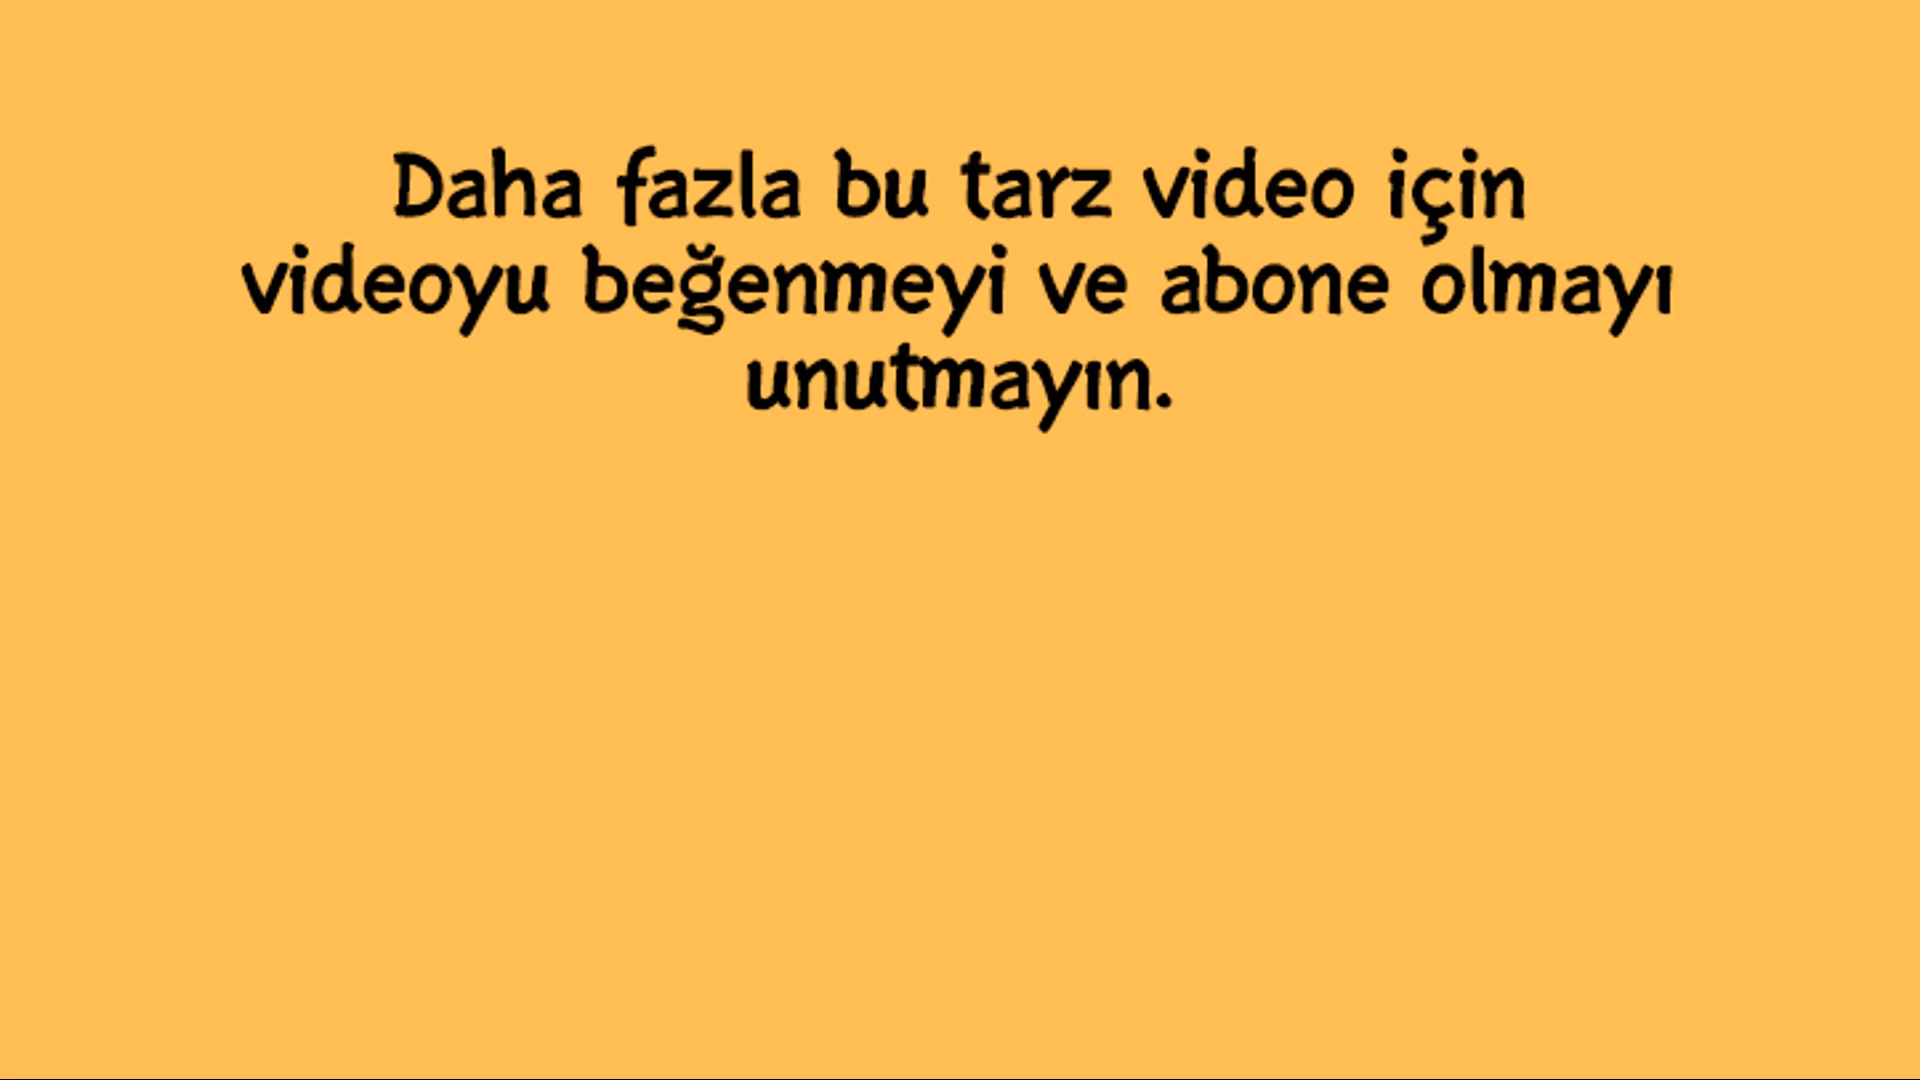 Daha fazla bu tarz video için
videoyu beğenmeyi ve abone olmayı
unutmayın.